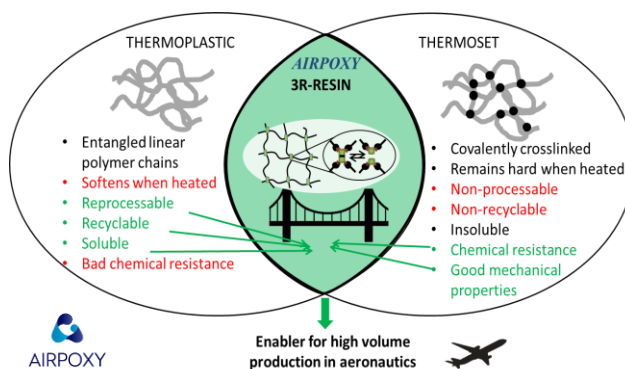 THERMOPLASTIC
• Entangled linear
polymer chains
• Softens when heated
• Reprocessable
• Recyclable
• Soluble
• Bad chemical resistance
AIRPOXY
3R-RESIN
THERMOSET
• Covalently crosslinked
• Remains hard when heated
• Non-processable
• Non-recyclable
• Insoluble
• Chemical resistance
• Good mechanical
properties
Enabler for high volume
production in aeronautics
AIRPOXY